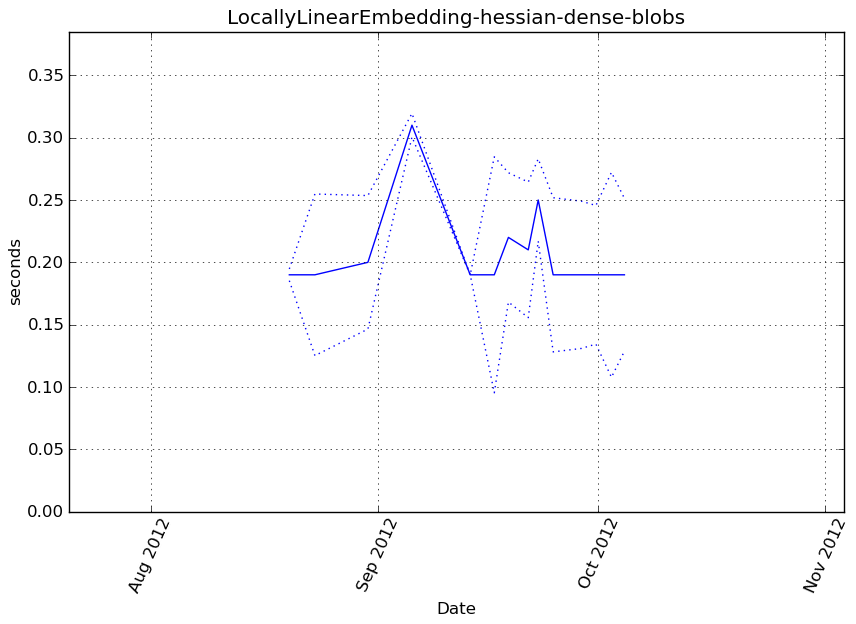 LocallyLinearEmbedding-hessian-dense-blobs
0.35
0.30
0.25
0.20
0.15
0.10
0.05
0.00
seconds
Aug 2012
Sep 2012
Oct 2012
Nov 2012
Date